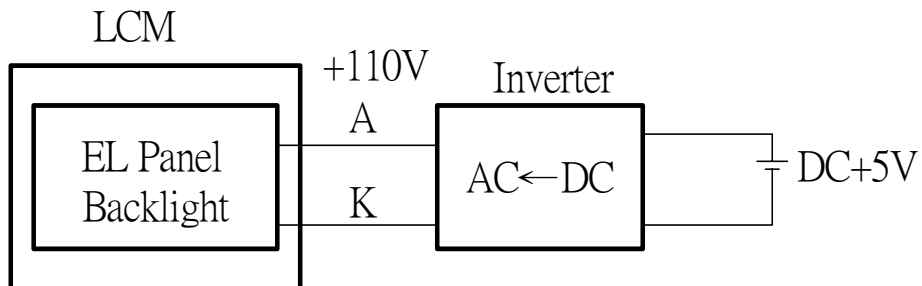 LCM
+110V
Inverter
A
EL Panel
Backlight
AC←DC
DC+5V
K